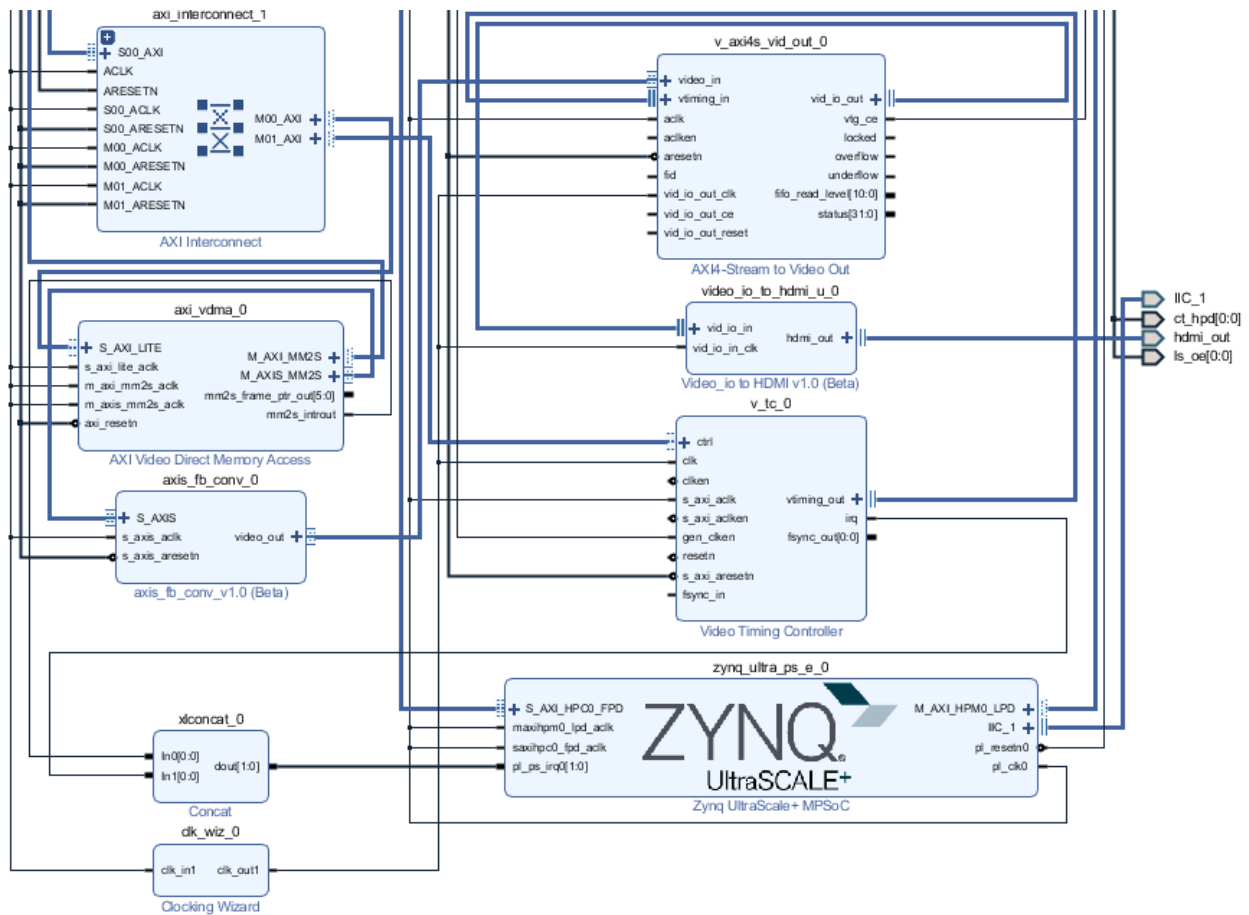 axi_interconnect_1
S00_AXI
ACLK
ARESETN
S00_ACLK
S00_ARESETN
M00_ACLK
M00_ARESETN
M01_ACLK
M01_ARESETN
M00_AXI
M01_AXI
AXI Interconnect
axi_vdma_0
S_AXI_LITE
s_axi_lite_aclk
m_axi_mm2s_aclk
m_axis_mm2s_aclk
axi_resetn
M_AXI_MM2S
M_AXIS_MM2S
mm2s_frame_ptr_out[5:0]
mm2s_introut
AXI Video Direct Memory Access
axis_fb_conv_0
S_AXIS
s_axis_aclk
s_axis_aresetn
video_out
axis_fb_conv_v1.0 (Beta)
xlconcat_0
In0[0:0]
In1[0:0]
dout[1:0]
Concat
clk_wiz_0
clk_in1
clk_out1
Clocking Wizard
v_axi4s_vid_out_0
video_in
vtiming_in
aclk
aclken
aresetn
fid
vid_io_out_clk
vid_io_out_ce
vid_io_out_reset
vid_io_out
vtg_ce
locked
overflow
underflow
fifo_read_level[10:0]
status[31:0]
AXI4-Stream to Video Out
video_io_to_hdmi_u_0
vid_io_in
vid_io_in_clk
hdmi_out
Video_io to HDMI v1.0 (Beta)
v_tc_0
ctrl
clk
clken
s_axi_aclk
s_axi_aclken
gen_clken
resetn
s_axi_aresetn
fsync_in
vtiming_out
irq
fsync_out[0:0]
Video Timing Controller
zynq_ultra_ps_e_0
S_AXI_HPC0_FPD
maxihpm0_lpd_aclk
saxihpc0_fpd_aclk
pl_ps_irq0[1:0]
ZYNQ
UltraSCALE+
M_AXI_HPM0_LPD
IIC_1
pl_resetn0
pl_clk0
Zynq UltraScale+ MPSoC
IIC_1
ct_hpd[0:0]
hdmi_out
ls_oe[0:0]